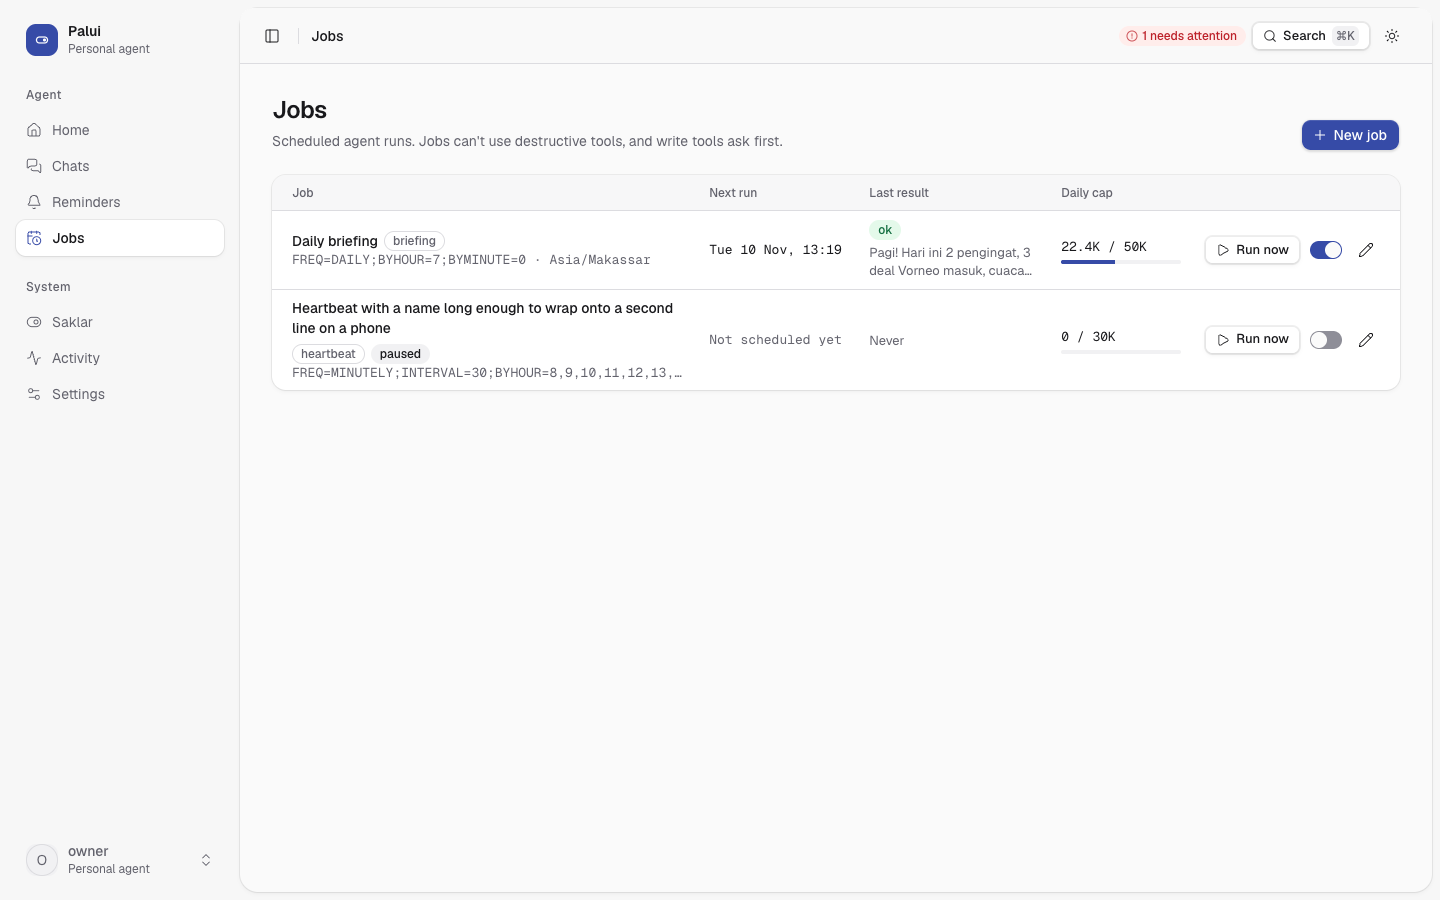 Palui
Personal agent
Agent
Home
Chats
Reminders
Jobs
System
Saklar
Activity
Settings
O
owner
Personal agent
Jobs
1 needs attention
Search ⌘K
Jobs
Scheduled agent runs. Jobs can't use destructive tools, and write tools ask first.
New job
Job Next run Last result Daily cap
Daily briefing briefing
FREQ=DAILY;BYHOUR=7;BYMINUTE=0 · Asia/Makassar
Tue 10 Nov, 13:19
ok
Pagi! Hari ini 2 pengingat, 3
deal Vorneo masuk, cuaca…
22.4K / 50K
Run now
Heartbeat with a name long enough to wrap onto a second
line on a phone
heartbeat paused
FREQ=MINUTELY;INTERVAL=30;BYHOUR=8,9,10,11,12,13,…
Not scheduled yet
Never
0 / 30K
Run now